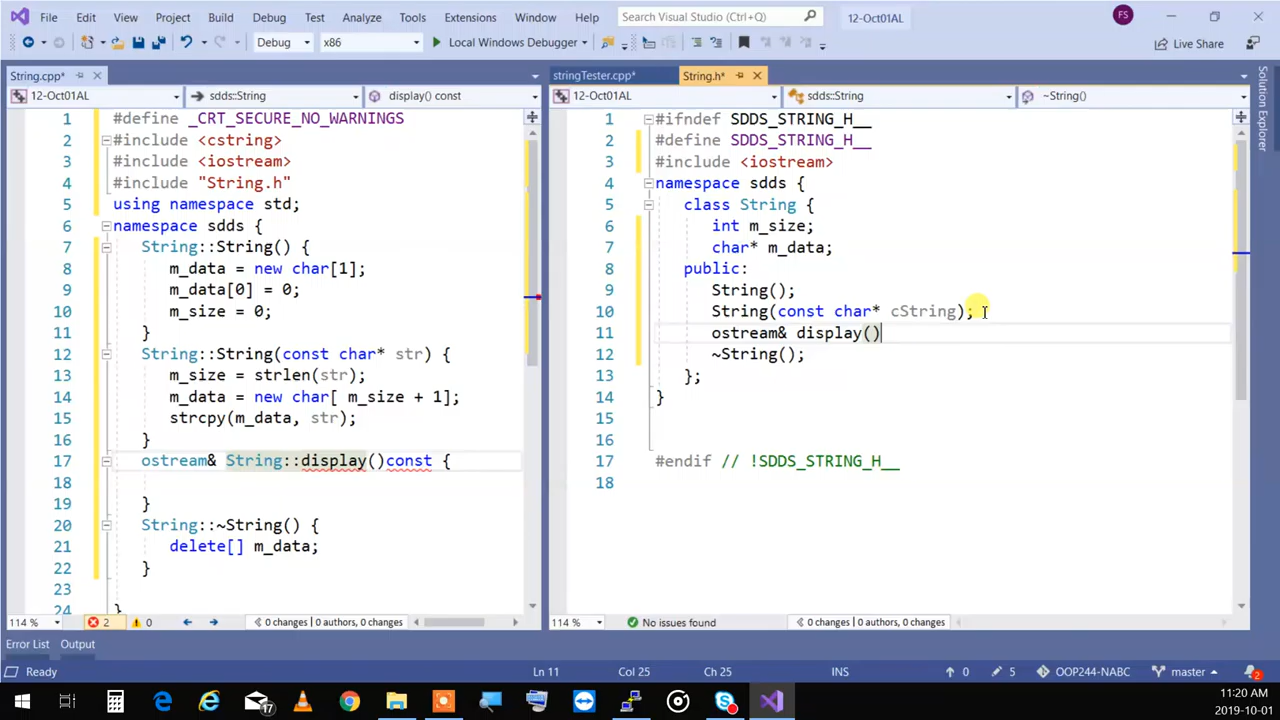 File Edit View Project Build Debug Test Analyze Tools Extensions Window Help Search Visual Studio (Ctrl+Q) 12-Oct01AL FS
Debug x86 Local Windows Debugger Live Share
String.cpp*
12-Oct01AL sdds::String display() const
1 #define _CRT_SECURE_NO_WARNINGS
2 #include <cstring>
3 #include <iostream>
4 #include "String.h"
5 using namespace std;
6 namespace sdds {
7 String::String() {
8 m_data = new char[1];
9 m_data[0] = 0;
10 m_size = 0;
11 }
12 String::String(const char* str) {
13 m_size = strlen(str);
14 m_data = new char[ m_size + 1];
15 strcpy(m_data, str);
16 }
17 ostream& String::display()const {
18
19 }
20 String::~String() {
21 delete[] m_data;
22 }
23
24 }
114 % 2 0 0 changes | 0 authors, 0 changes
stringTester.cpp* String.h*
12-Oct01AL sdds::String ~String()
1 #ifndef SDDS_STRING_H__
2 #define SDDS_STRING_H__
3 #include <iostream>
4 namespace sdds {
5 class String {
6 int m_size;
7 char* m_data;
8 public:
9 String();
10 String(const char* cString);
11 ostream& display()
12 ~String();
13 };
14 }
15
16
17 #endif // !SDDS_STRING_H__
18
114 % No issues found 0 changes | 0 authors, 0 changes
Solution Explorer
Error List Output
Ready Ln 11 Col 25 Ch 25 INS 0 5 OOP244-NABC master 2
17
11:20 AM
2019-10-01